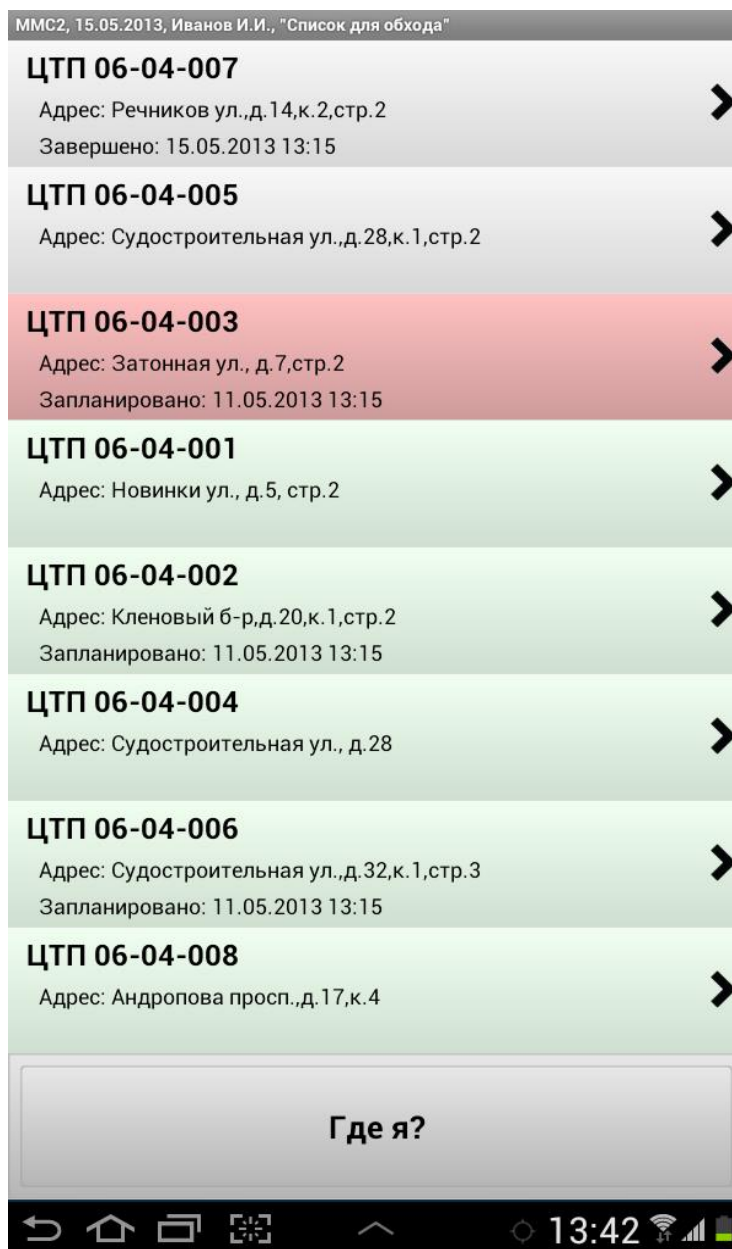 ММС2, 15.05.2013, Иванов И.И., "Список для обхода"
ЦТП 06-04-007
Адрес: Речников ул.,д.14,к.2,стр.2
Завершено: 15.05.2013 13:15
ЦТП 06-04-005
Адрес: Судостроительная ул.,д.28,к.1,стр.2
ЦТП 06-04-003
Адрес: Затонная ул., д.7,стр.2
Запланировано: 11.05.2013 13:15
ЦТП 06-04-001
Адрес: Новинки ул., д.5, стр.2
ЦТП 06-04-002
Адрес: Кленовый б-р,д.20,к.1,стр.2
Запланировано: 11.05.2013 13:15
ЦТП 06-04-004
Адрес: Судостроительная ул., д.28
ЦТП 06-04-006
Адрес: Судостроительная ул.,д.32,к.1,стр.3
Запланировано: 11.05.2013 13:15
ЦТП 06-04-008
Адрес: Андропова просп.,д.17,к.4
Где я?
13:42